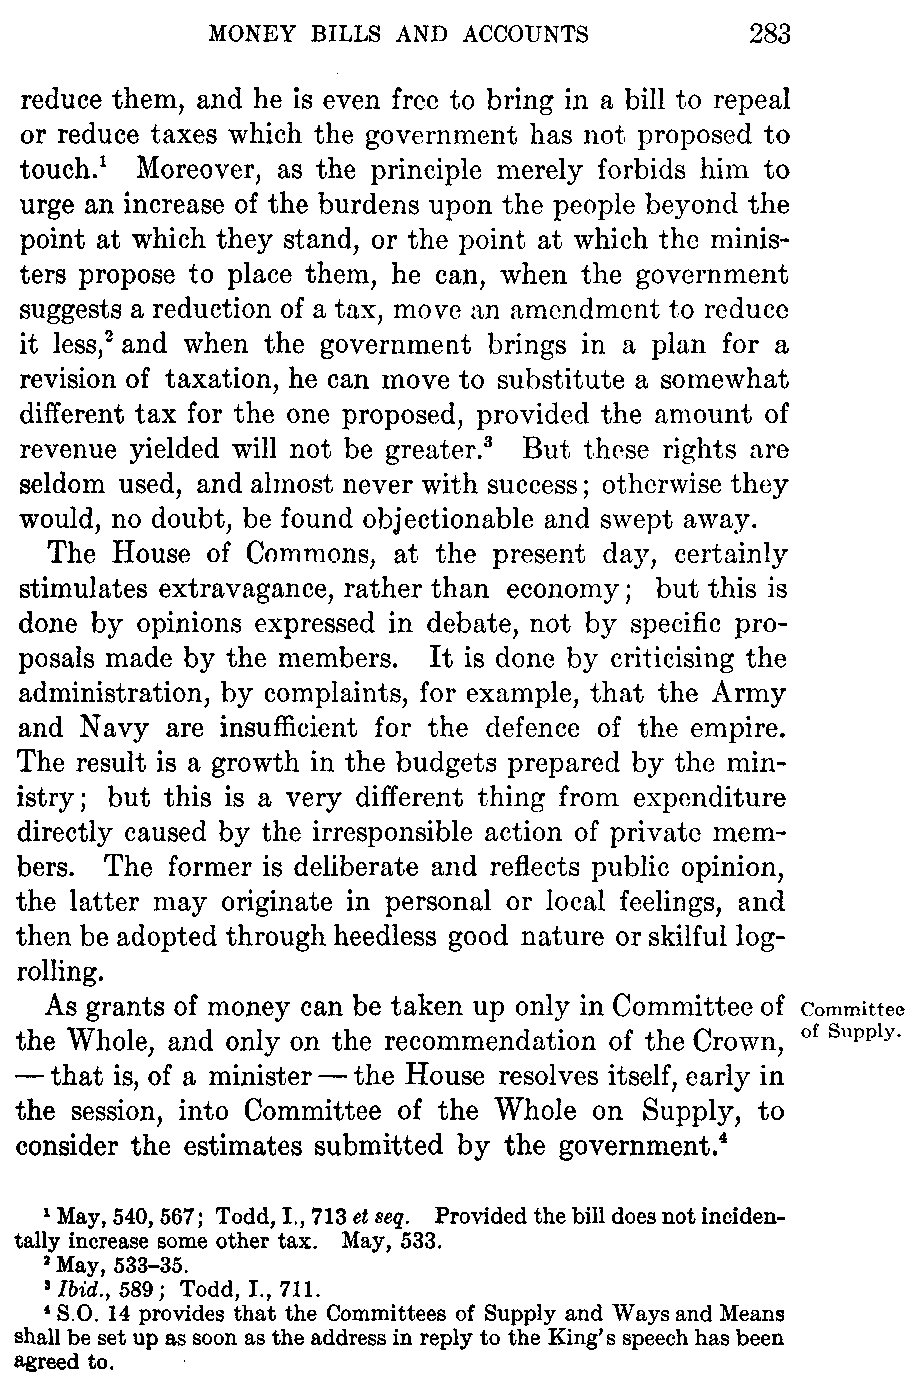 MONEY BILLS AND ACCOUNTS 283
reduce them, and he is even free to bring in a bill to repeal
or reduce taxes which the government has not proposed to
touch.¹ Moreover, as the principle merely forbids him to
urge an increase of the burdens upon the people beyond the
point at which they stand, or the point at which the minis-
ters propose to place them, he can, when the government
suggests a reduction of a tax, move an amendment to reduce
it less,² and when the government brings in a plan for a
revision of taxation, he can move to substitute a somewhat
different tax for the one proposed, provided the amount of
revenue yielded will not be greater.³ But these rights are
seldom used, and almost never with success; otherwise they
would, no doubt, be found objectionable and swept away.
The House of Commons, at the present day, certainly
stimulates extravagance, rather than economy; but this is
done by opinions expressed in debate, not by specific pro-
posals made by the members. It is done by criticising the
administration, by complaints, for example, that the Army
and Navy are insufficient for the defence of the empire.
The result is a growth in the budgets prepared by the min-
istry; but this is a very different thing from expenditure
directly caused by the irresponsible action of private mem-
bers. The former is deliberate and reflects public opinion,
the latter may originate in personal or local feelings, and
then be adopted through heedless good nature or skilful log-
rolling.
As grants of money can be taken up only in Committee of
the Whole, and only on the recommendation of the Crown,
— that is, of a minister — the House resolves itself, early in
the session, into Committee of the Whole on Supply, to
consider the estimates submitted by the government.⁴
Committee
of Supply.
¹ May, 540, 567; Todd, I., 713 et seq. Provided the bill does not inciden-
tally increase some other tax. May, 533.
² May, 533–35.
³ Ibid., 589; Todd, I., 711.
⁴ S.O. 14 provides that the Committees of Supply and Ways and Means
shall be set up as soon as the address in reply to the King's speech has been
agreed to.